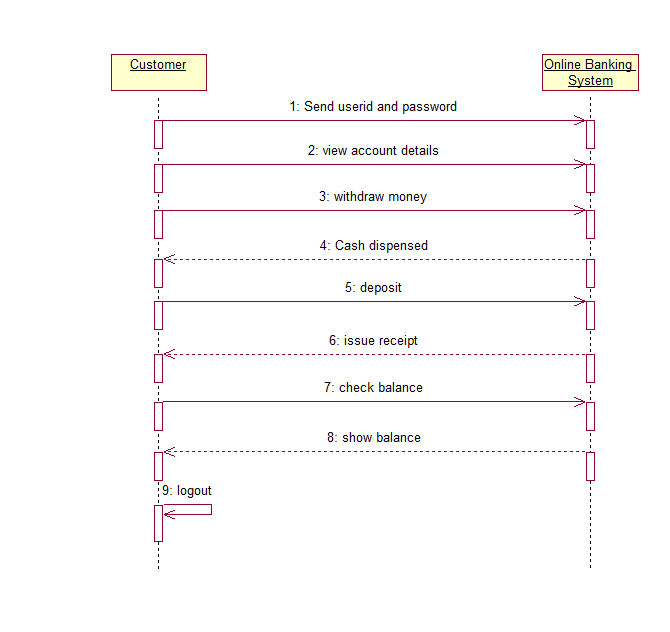 Customer
Online Banking
System
1: Send userid and password
2: view account details
3: withdraw money
4: Cash dispensed
5: deposit
6: issue receipt
7: check balance
8: show balance
9: logout